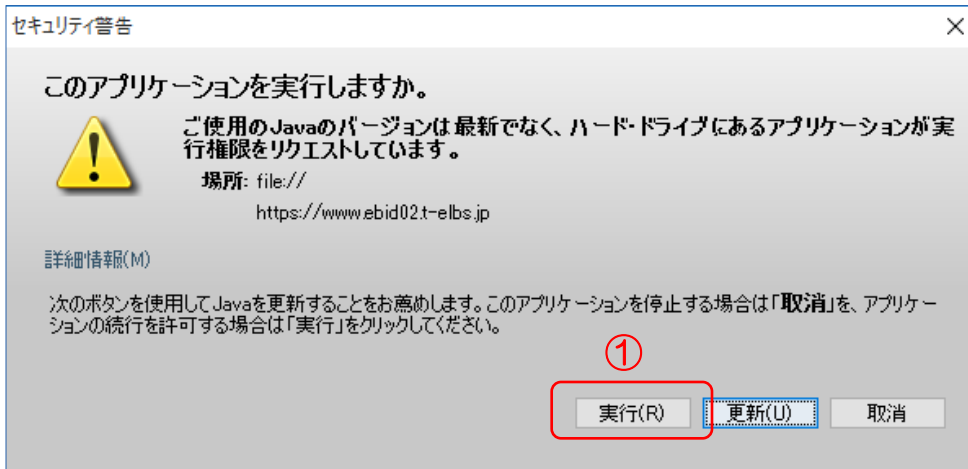 セキュリティ警告
このアプリケーションを実行しますか。
ご使用のJavaのバージョンは最新でなく、ハード・ドライブにあるアプリケーションが実
行権限をリクエストしています。
場所: file://
https://www.ebid02.t-elbs.jp
詳細情報(M)
次のボタンを使用してJavaを更新することをお薦めします。このアプリケーションを停止する場合は「取消」を、アプリケー
ションの続行を許可する場合は「実行」をクリックしてください。
①
実行(R) 更新(U) 取消